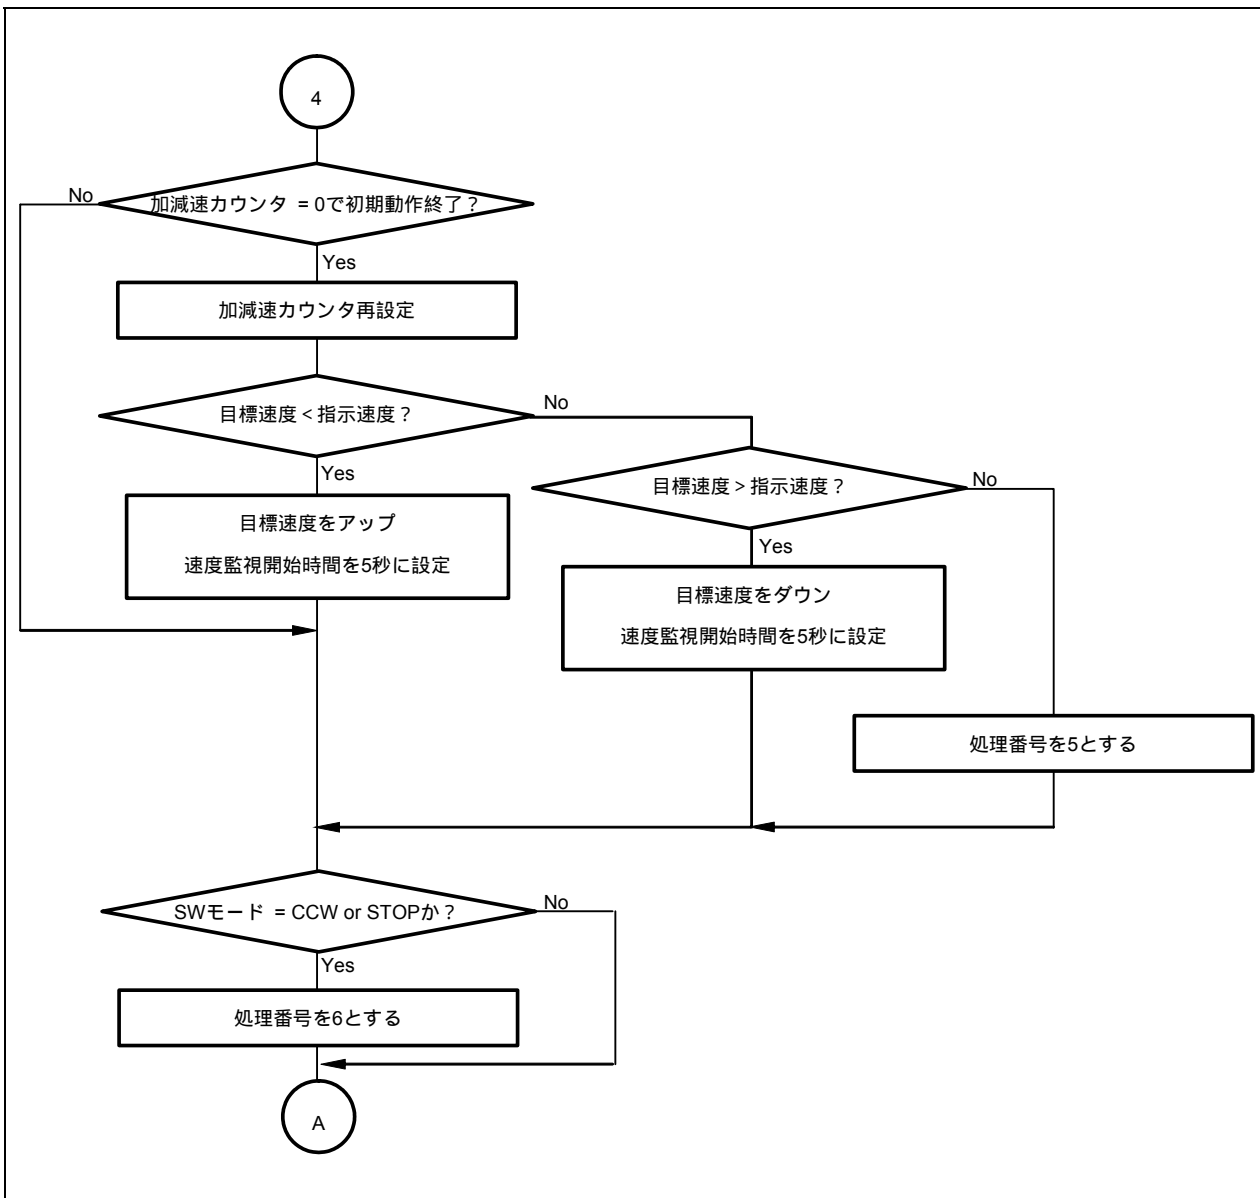 4
No
加減速カウンタ = 0で初期動作終了？
Yes
加減速カウンタ再設定
目標速度 < 指示速度？
No
Yes
目標速度 > 指示速度？
No
目標速度をアップ
速度監視開始時間を5秒に設定
Yes
目標速度をダウン
速度監視開始時間を5秒に設定
処理番号を5とする
SWモード = CCW or STOPか？
No
Yes
処理番号を6とする
A